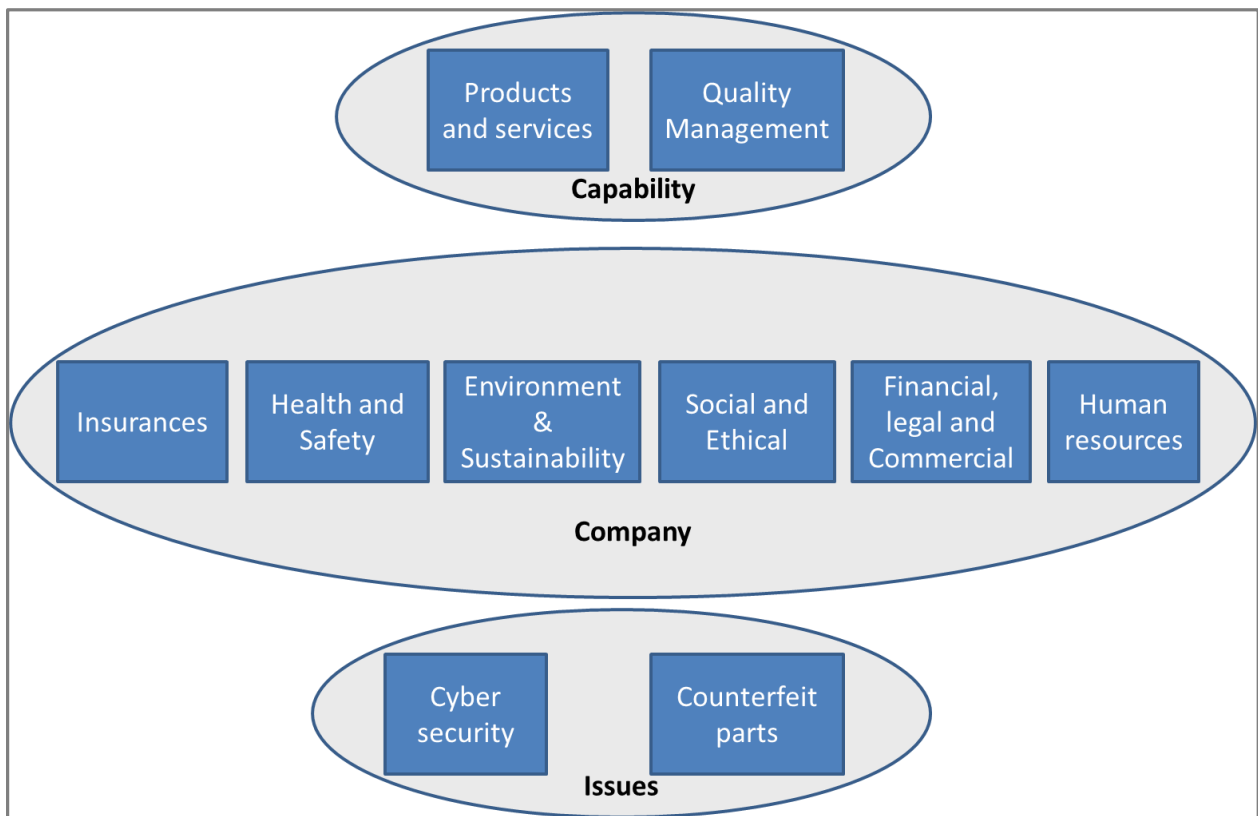 Products
and services
Quality
Management
Capability
Insurances
Health and
Safety
Environment
&
Sustainability
Social and
Ethical
Financial,
legal and
Commercial
Human
resources
Company
Cyber
security
Counterfeit
parts
Issues